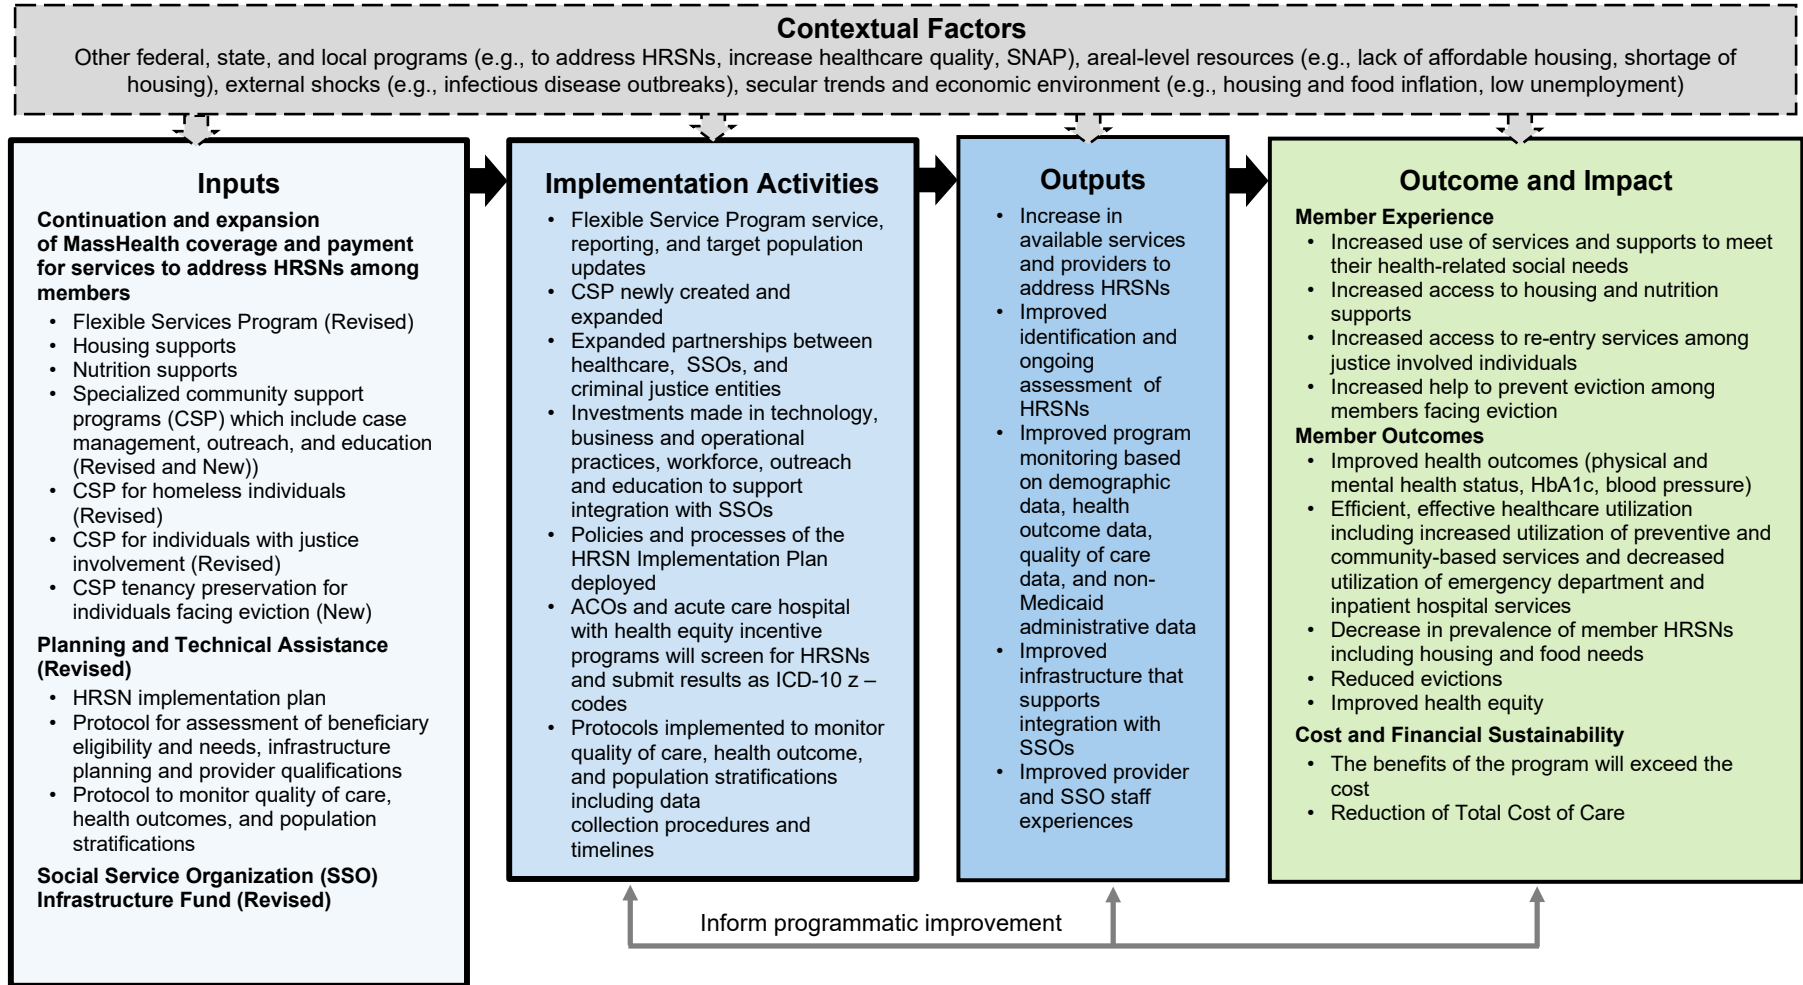 Contextual Factors
Other federal, state, and local programs (e.g., to address HRSNs, increase healthcare quality, SNAP), areal-level resources (e.g., lack of affordable housing, shortage of
housing), external shocks (e.g., infectious disease outbreaks), secular trends and economic environment (e.g., housing and food inflation, low unemployment)
Inputs
Continuation and expansion
of MassHealth coverage and payment
for services to address HRSNs among
members
• Flexible Services Program (Revised)
• Housing supports
• Nutrition supports
• Specialized community support
programs (CSP) which include case
management, outreach, and education
(Revised and New))
• CSP for homeless individuals
(Revised)
• CSP for individuals with justice
involvement (Revised)
• CSP tenancy preservation for
individuals facing eviction (New)
Planning and Technical Assistance
(Revised)
• HRSN implementation plan
• Protocol for assessment of beneficiary
eligibility and needs, infrastructure
planning and provider qualifications
• Protocol to monitor quality of care,
health outcomes, and population
stratifications
Social Service Organization (SSO)
Infrastructure Fund (Revised)
Implementation Activities
• Flexible Service Program service,
reporting, and target population
updates
• CSP newly created and
expanded
• Expanded partnerships between
healthcare, SSOs, and
criminal justice entities
• Investments made in technology,
business and operational
practices, workforce, outreach
and education to support
integration with SSOs
• Policies and processes of the
HRSN Implementation Plan
deployed
• ACOs and acute care hospital
with health equity incentive
programs will screen for HRSNs
and submit results as ICD-10 z –
codes
• Protocols implemented to monitor
quality of care, health outcome,
and population stratifications
including data
collection procedures and
timelines
Outputs
• Increase in
available services
and providers to
address HRSNs
• Improved
identification and
ongoing
assessment of
HRSNs
• Improved program
monitoring based
on demographic
data, health
outcome data,
quality of care
data, and non-
Medicaid
administrative data
• Improved
infrastructure that
supports
integration with
SSOs
• Improved provider
and SSO staff
experiences
Outcome and Impact
Member Experience
• Increased use of services and supports to meet
their health-related social needs
• Increased access to housing and nutrition
supports
• Increased access to re-entry services among
justice involved individuals
• Increased help to prevent eviction among
members facing eviction
Member Outcomes
• Improved health outcomes (physical and
mental health status, HbA1c, blood pressure)
• Efficient, effective healthcare utilization
including increased utilization of preventive and
community-based services and decreased
utilization of emergency department and
inpatient hospital services
• Decrease in prevalence of member HRSNs
including housing and food needs
• Reduced evictions
• Improved health equity
Cost and Financial Sustainability
• The benefits of the program will exceed the
cost
• Reduction of Total Cost of Care
Inform programmatic improvement